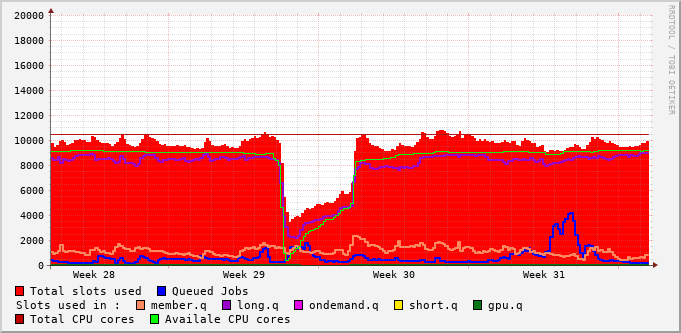 20000
18000
16000
14000
12000
10000
8000
6000
4000
2000
0
Week 28 Week 29 Week 30 Week 31
Total slots used Queued Jobs
Slots used in : member.q long.q ondemand.q short.q gpu.q
Total CPU cores Availale CPU cores
RRDTOOL / TOBI OETIKER